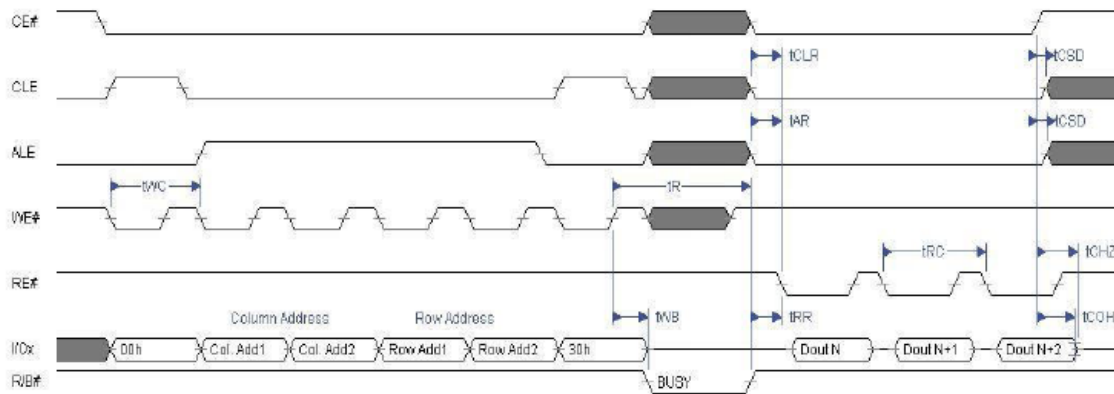 CE#
tCLR
tCSD
CLE
tAR
tCSD
ALE
tWC
tR
WE#
tRC
tCHZ
RE#
Column Address
Row Address
tWB
tRR
tCOH
I/Ox
00h
Col. Add1
Col. Add2
Row Add1
Row Add2
30h
Dout N
Dout N+1
Dout N+2
R/B#
BUSY